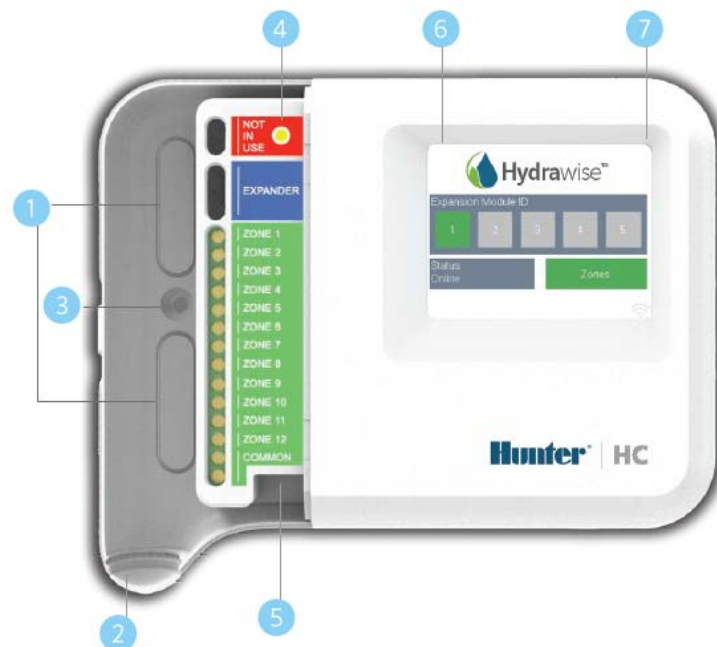 4
6
7
NOT
IN
USE
EXPANDER
1
ZONE 1
ZONE 2
ZONE 3
3
ZONE 4
ZONE 5
ZONE 6
ZONE 7
ZONE 8
ZONE 9
ZONE 10
ZONE 11
ZONE 12
COMMON
Hydrawise™
Expansion Module ID
1 2 3 4 5
Status
Online
Zones
Hunter® HC
2
5